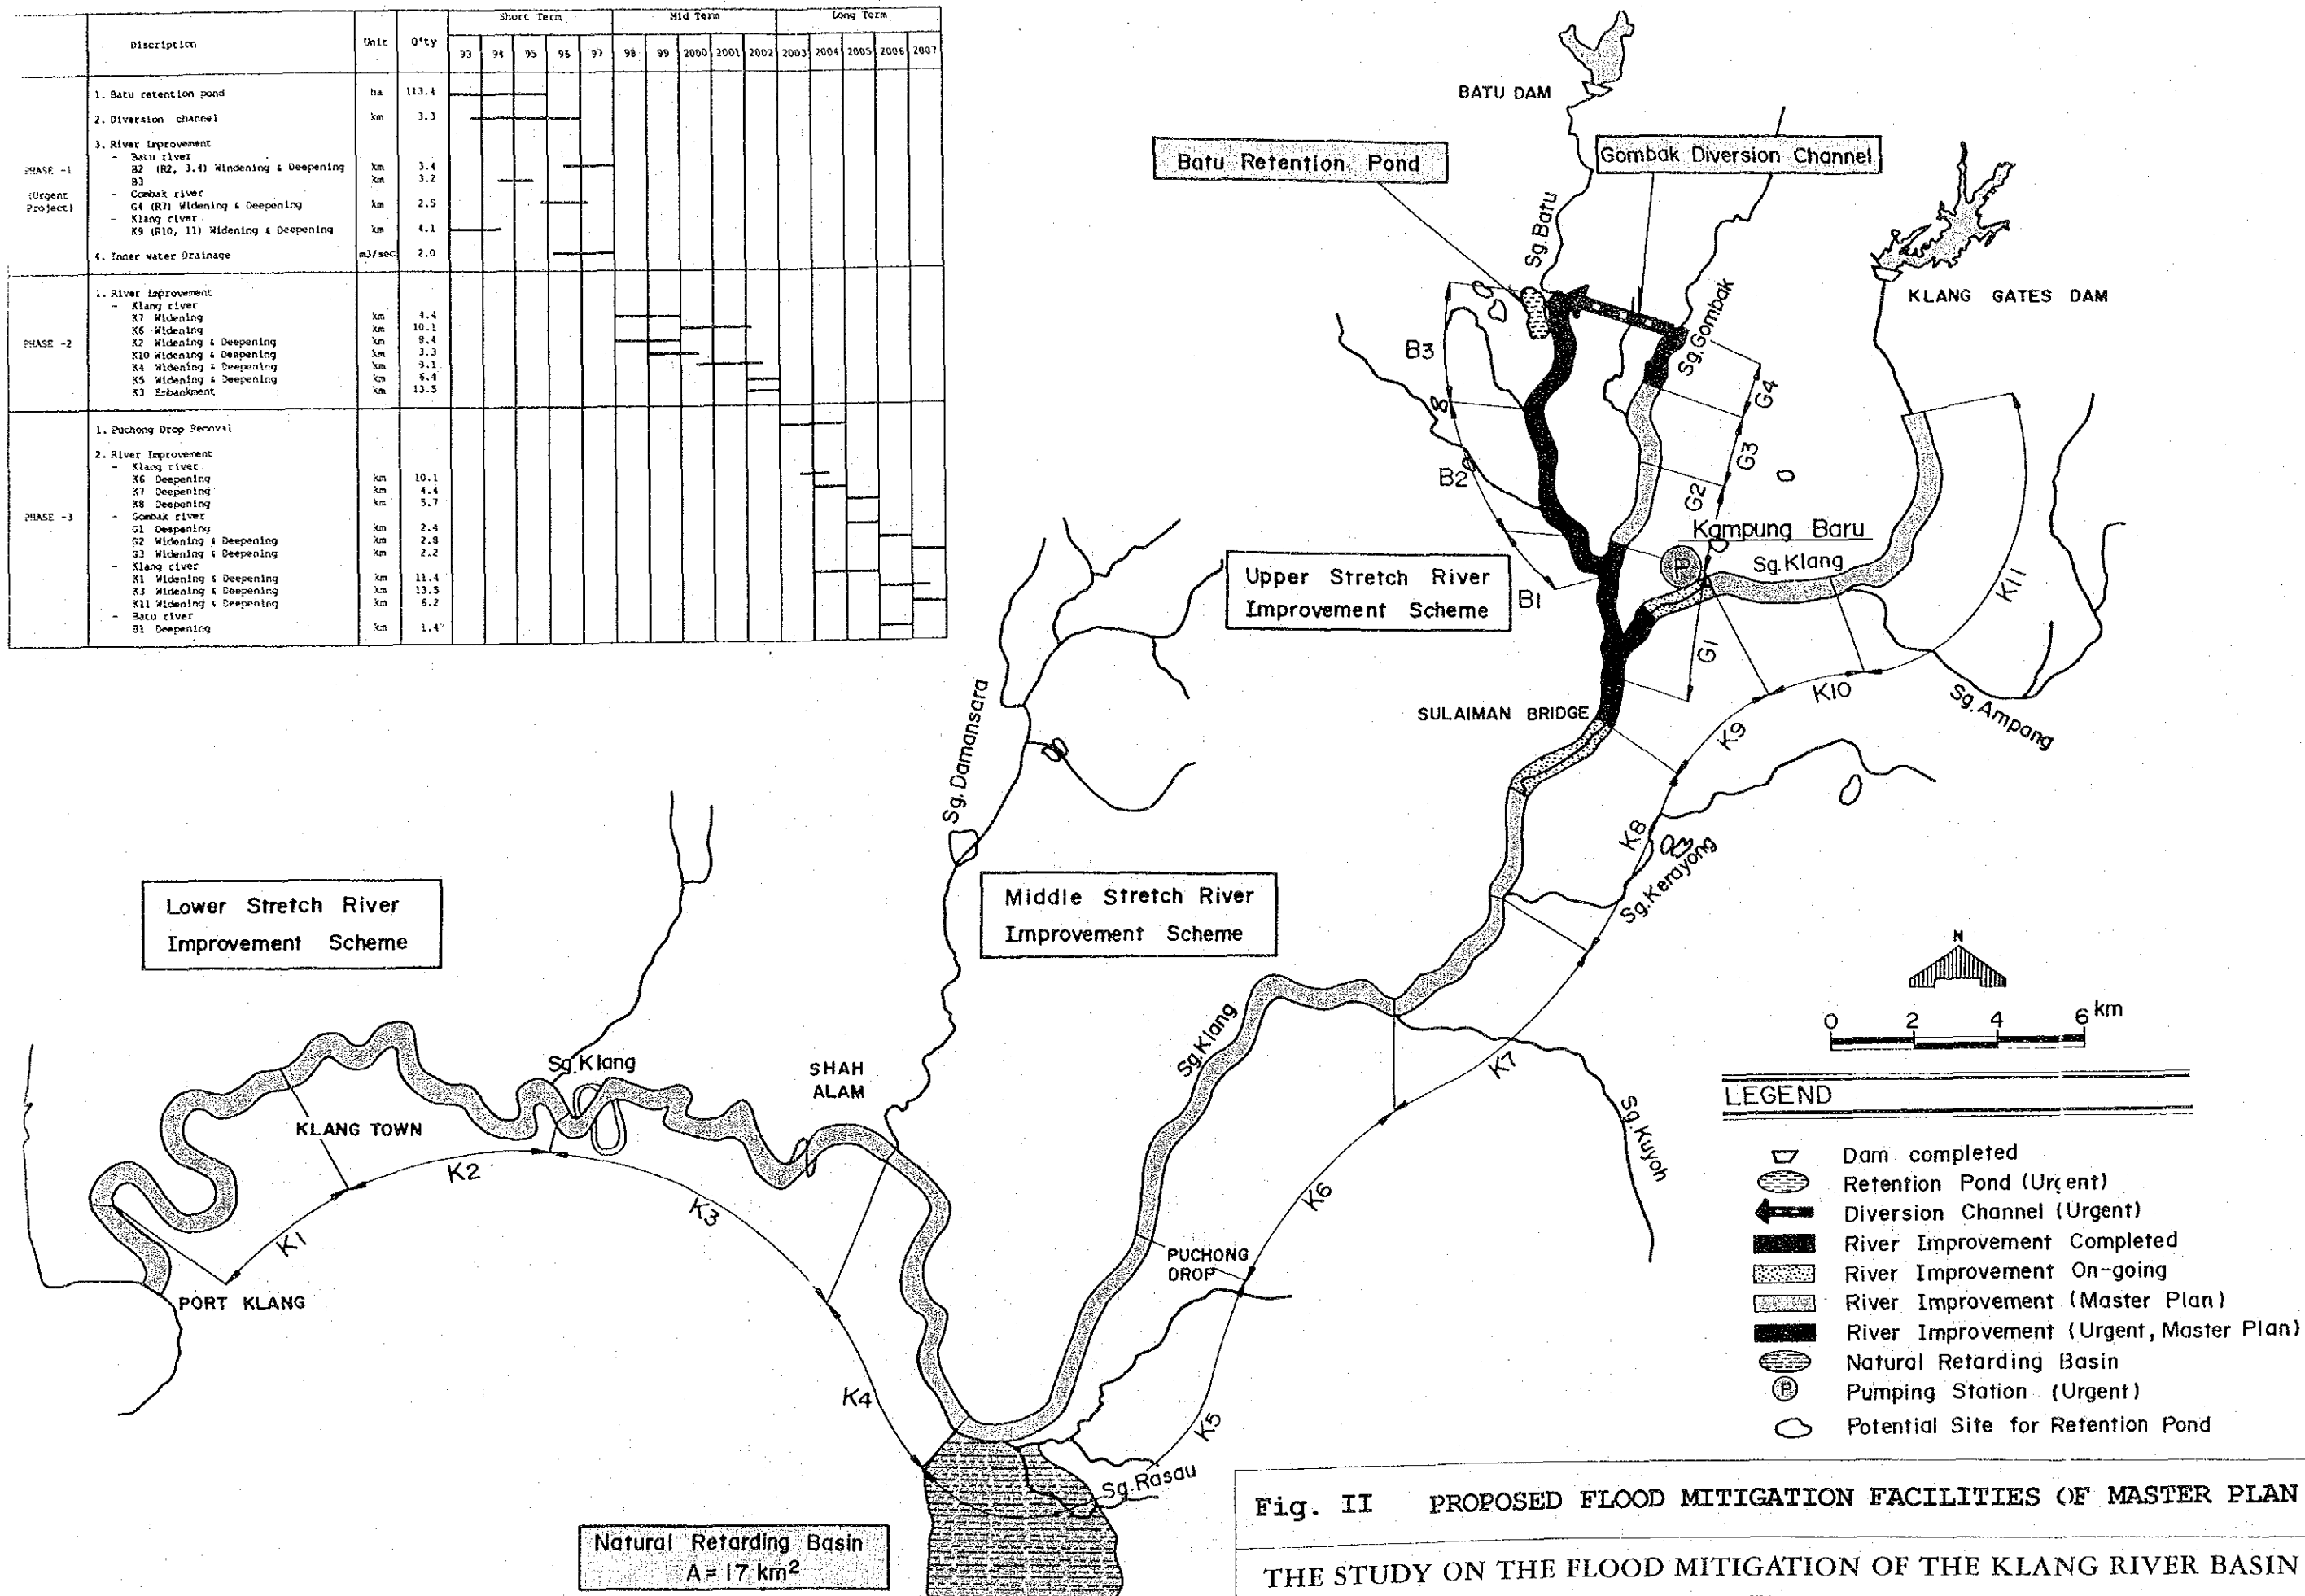 Discription Unit Q'ty Short Term Mid Term Long Term
93 94 95 96 97 98 99 2000 2001 2002 2003 2004 2005 2006 2007
PHASE -1
(Urgent
Project)
1. Batu retention pond ha 113.4
2. Diversion channel km 3.3
3. River Improvement
- Batu river
B2 (R2, 3.4) Windening & Deepening km 3.4
B3 km 3.2
- Gombak river
G4 (R7) Widening & Deepening km 2.5
- Klang river
K9 (R10, 11) Widening & Deepening km 4.1
4. Inner water Drainage m3/sec 2.0
PHASE -2
1. River Improvement
- Klang river
K7 Widening km 4.4
K6 Widening km 10.1
K2 Widening & Deepening km 8.4
K10 Widening & Deepening km 3.3
K4 Widening & Deepening km 9.1
K5 Widening & Deepening km 6.4
K3 Embankment km 13.5
PHASE -3
1. Puchong Drop Removal
2. River Improvement
- Klang river
K6 Deepening km 10.1
K7 Deepening km 4.4
K8 Deepening km 5.7
- Gombak river
G1 Deepening km 2.4
G2 Widening & Deepening km 2.8
G3 Widening & Deepening km 2.2
- Klang river
K1 Widening & Deepening km 11.4
K3 Widening & Deepening km 13.5
K11 Widening & Deepening km 6.2
- Batu river
B1 Deepening km 1.4
BATU DAM
Batu Retention Pond
Gombak Diversion Channel
Sg.Batu
Sg.Gombak
KLANG GATES DAM
B3
B2
B1
G4
G3
G2
G1
Kampung Baru
P
Sg.Klang
Upper Stretch River
Improvement Scheme
K11
K10
K9
Sg.Ampang
SULAIMAN BRIDGE
K8
Sg.Kerayong
Sg.Damansara
Lower Stretch River
Improvement Scheme
Middle Stretch River
Improvement Scheme
Sg.Klang
K7
Sg.Kuyoh
Sg.Klang
SHAH
ALAM
KLANG TOWN
K2
K3
K1
PORT KLANG
K6
PUCHONG
DROP
K4
K5
Sg.Rasau
Natural Retarding Basin
A=17 km²
N
0 2 4 6 km
LEGEND
Dam completed
Retention Pond (Urgent)
Diversion Channel (Urgent)
River Improvement Completed
River Improvement On-going
River Improvement (Master Plan)
River Improvement (Urgent, Master Plan)
Natural Retarding Basin
P Pumping Station (Urgent)
Potential Site for Retention Pond
Fig. II PROPOSED FLOOD MITIGATION FACILITIES OF MASTER PLAN
THE STUDY ON THE FLOOD MITIGATION OF THE KLANG RIVER BASIN